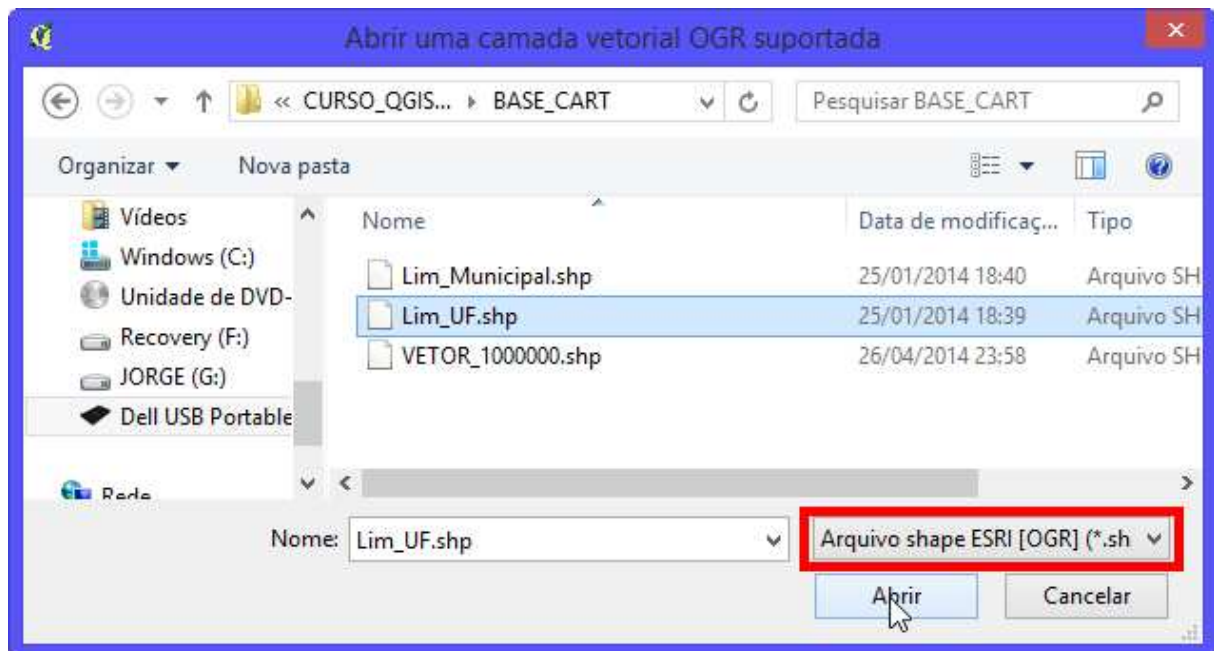 Abrir uma camada vetorial OGR suportada
« CURSO_QGIS... BASE_CART Pesquisar BASE_CART
Organizar Nova pasta
Vídeos
Windows (C:)
Unidade de DVD-
Recovery (F:)
JORGE (G:)
Dell USB Portable
Rede
Nome Data de modificaç... Tipo
Lim_Municipal.shp 25/01/2014 18:40 Arquivo SH
Lim_UF.shp 25/01/2014 18:39 Arquivo SH
VETOR_1000000.shp 26/04/2014 23:58 Arquivo SH
Nome: Lim_UF.shp Arquivo shape ESRI [OGR] (*.sh
Abrir Cancelar